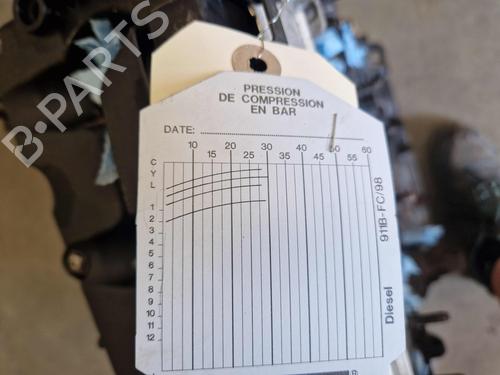 B-PARTS
PRESSION
DE COMPRESSION
EN BAR
DATE:
10 20 30 40 50 60
15 25 35 45 55
C
Y
L
1
2
3
4
5
6
7
8
9
10
11
12
911B-FC/98
Diesel